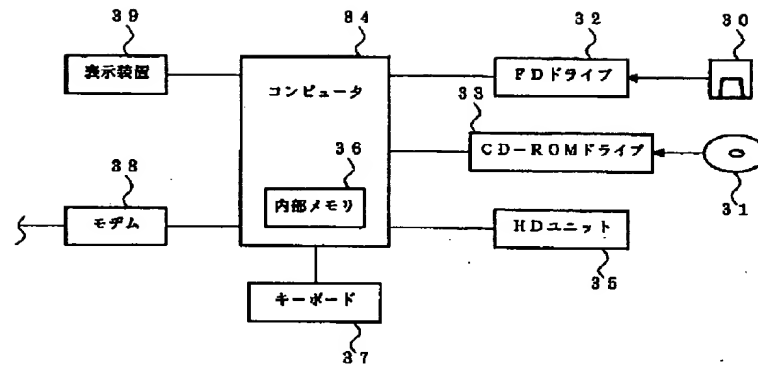 39
84
32
30
表示装置
コンピュータ
FDドライブ
33
CD-ROMドライブ
36
38
内部メモリ
31
モデム
HDユニット
35
キーボード
37